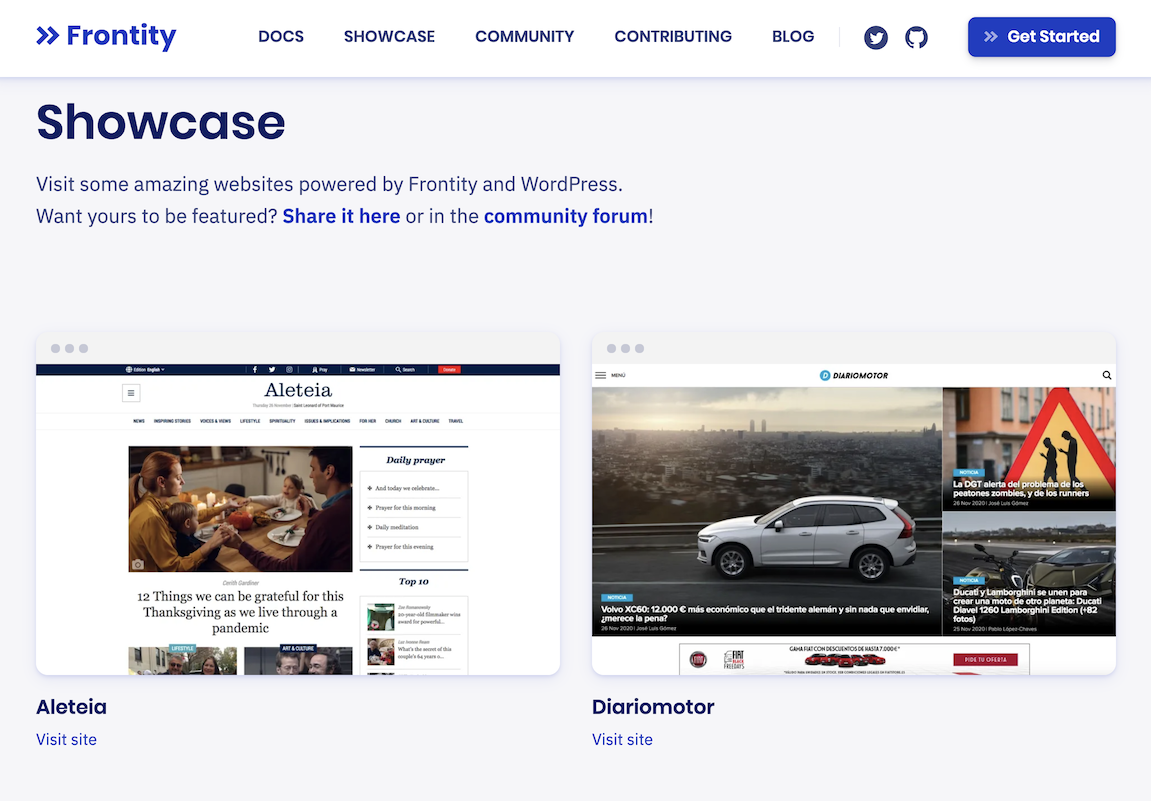 Frontity
DOCS
SHOWCASE
COMMUNITY
CONTRIBUTING
BLOG
Get Started
Showcase
Visit some amazing websites powered by Frontity and WordPress.
Want yours to be featured? Share it here or in the community forum!
Edition English
Pray
Newsletter
Search
Donate
Aleteia
Thursday 26 November | Saint Leonard of Port Maurice
NEWS
INSPIRING STORIES
VOICES & VIEWS
LIFESTYLE
SPIRITUALITY
ISSUES & IMPLICATIONS
FOR HER
CHURCH
ART & CULTURE
TRAVEL
Cerith Gardiner
12 Things we can be grateful for this
Thanksgiving as we live through a
pandemic
LIFESTYLE
ART & CULTURE
Daily prayer
And today we celebrate...
Prayer for this morning
Daily meditation
Prayer for this evening
Top 10
Zoe Romanowsky
20-year-old filmmaker wins
award for powerful...
What's the secret of this
couple's 64 years o...
Aleteia
Visit site
MENÚ
DIARIOMOTOR
NOTICIA
Volvo XC60: 12.000 € más económico que el tridente alemán y sin nada que envidiar,
¿merece la pena?
26 Nov 2020 | José Luis Gómez
NOTICIA
La DGT alerta del problema de los
peatones zombies, y de los runners
26 Nov 2020 | José Luis Gómez
NOTICIA
Ducati y Lamborghini se unen para
crear una moto de otro planeta: Ducati
Diavel 1260 Lamborghini Edition (+82
fotos)
25 Nov 2020 | Pablo López-Chaves
FIAT
FIAT
BLACK
FREEDAYS
GAMA FIAT CON DESCUENTOS DE HASTA 7.000€*
PIDE TU OFERTA
Diariomotor
Visit site